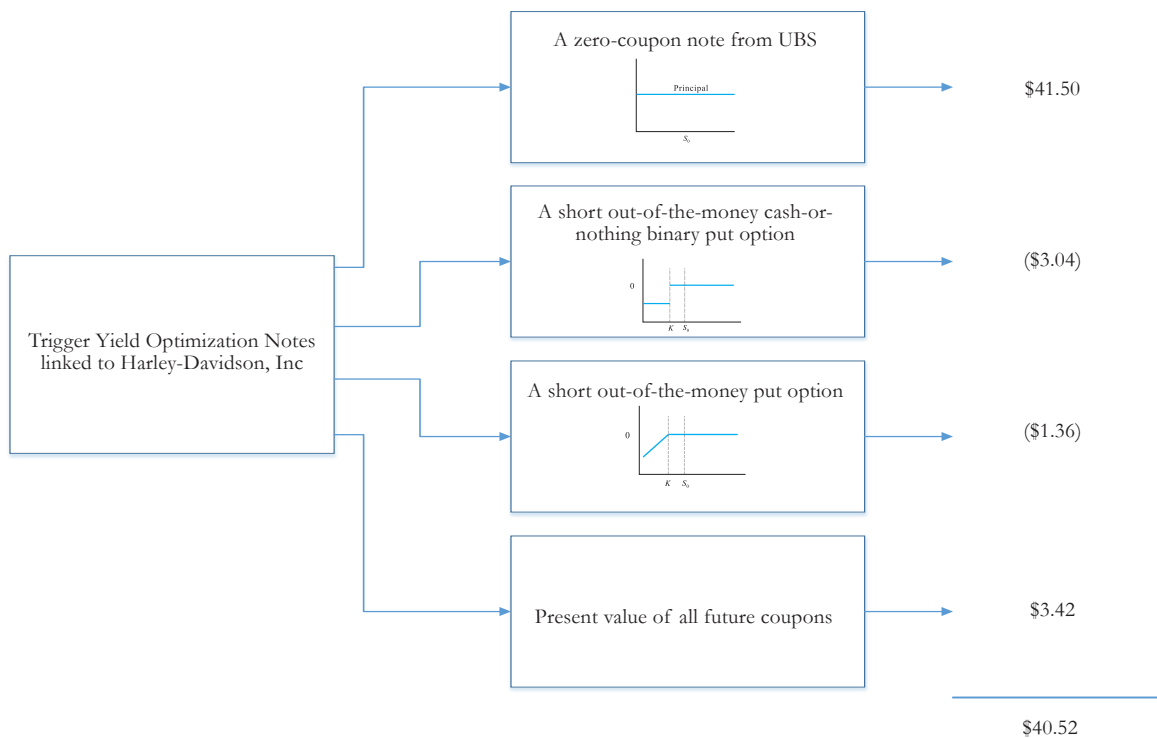 A zero-coupon note from UBS
Principal
S0
$41.50
A short out-of-the-money cash-or-
nothing binary put option
0
K S0
($3.04)
Trigger Yield Optimization Notes
linked to Harley-Davidson, Inc
A short out-of-the-money put option
0
K S0
($1.36)
Present value of all future coupons
$3.42
$40.52